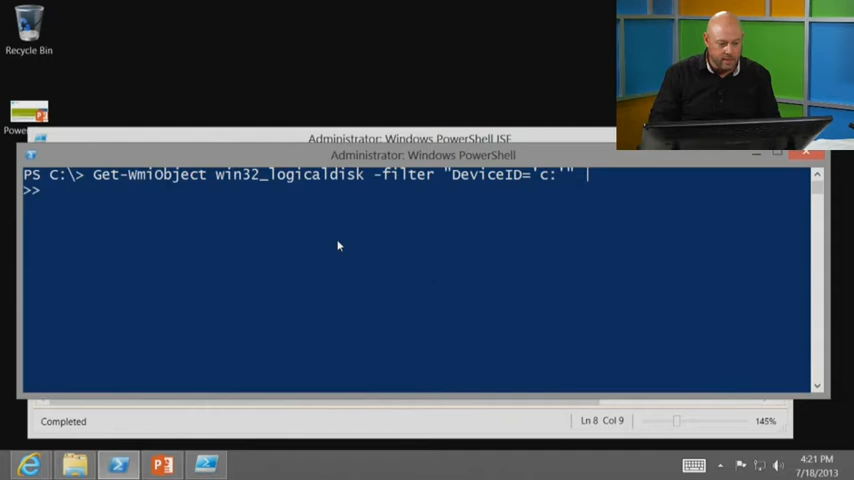 Recycle Bin
Pow
Administrator: Windows PowerShell ISE
Administrator: Windows PowerShell
PS C:\> Get-WmiObject win32_logicaldisk -filter "DeviceID='c:'" |
>>
Completed
Ln 8 Col 9
145%
4:21 PM
7/18/2013